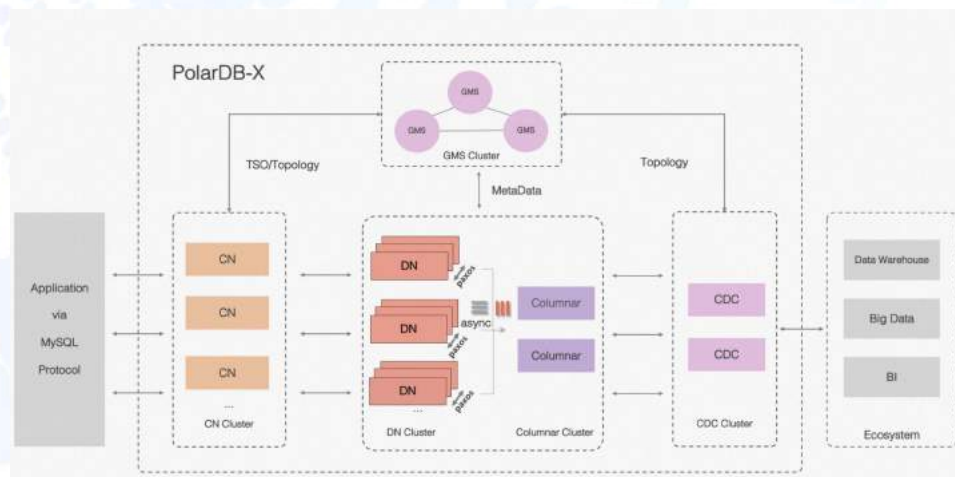 PolarDB-X
GMS
GMS
GMS
GMS Cluster
TSO/Topology
Topology
MetaData
Application
via
MySQL
Protocol
CN
CN
CN
...
CN Cluster
DN
paxos
DN
paxos
DN
paxos
...
async
DN Cluster
Columnar
Columnar
Columnar Cluster
CDC
CDC
CDC Cluster
Data Warehouse
Big Data
BI
Ecosystem